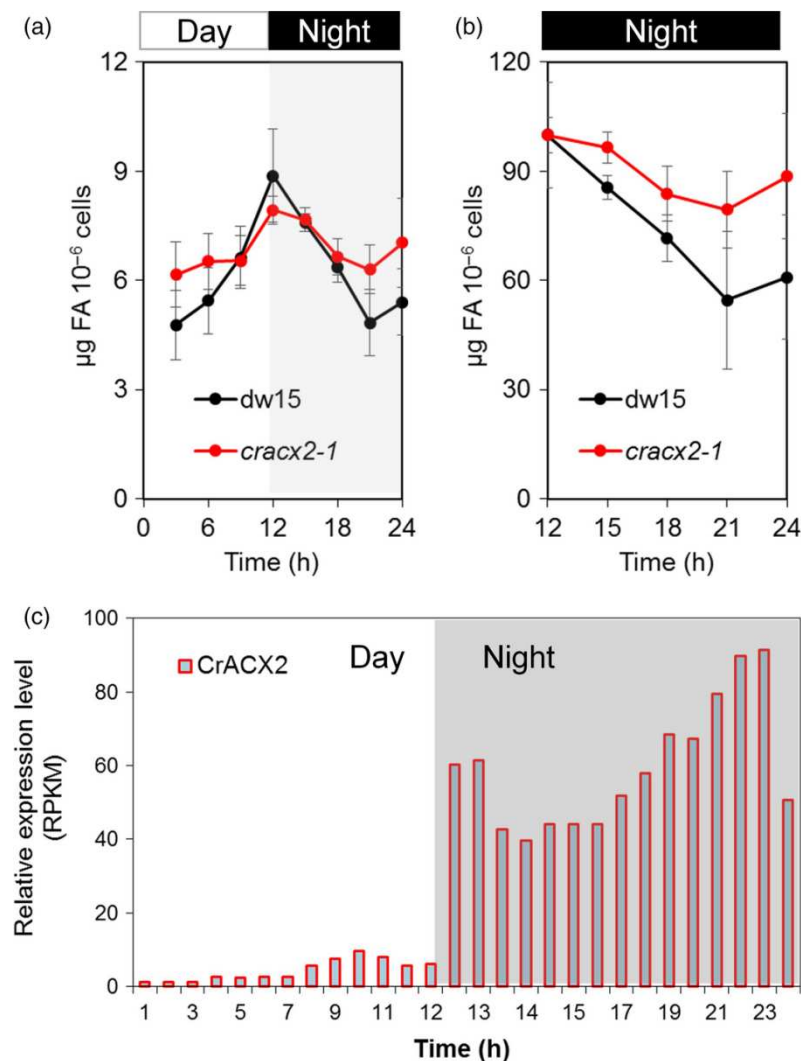 (a)
Day Night
12
9
6
3
0
µg FA 10⁻⁶ cells
dw15
cracx2-1
0 6 12 18 24
Time (h)
(b)
Night
120
90
60
30
0
µg FA 10⁻⁶ cells
dw15
cracx2-1
12 15 18 21 24
Time (h)
(c)
100
80
60
40
20
0
Relative expression level
(RPKM)
CrACX2
Day Night
1 3 5 7 9 11 12 13 14 15 17 19 21 23
Time (h)